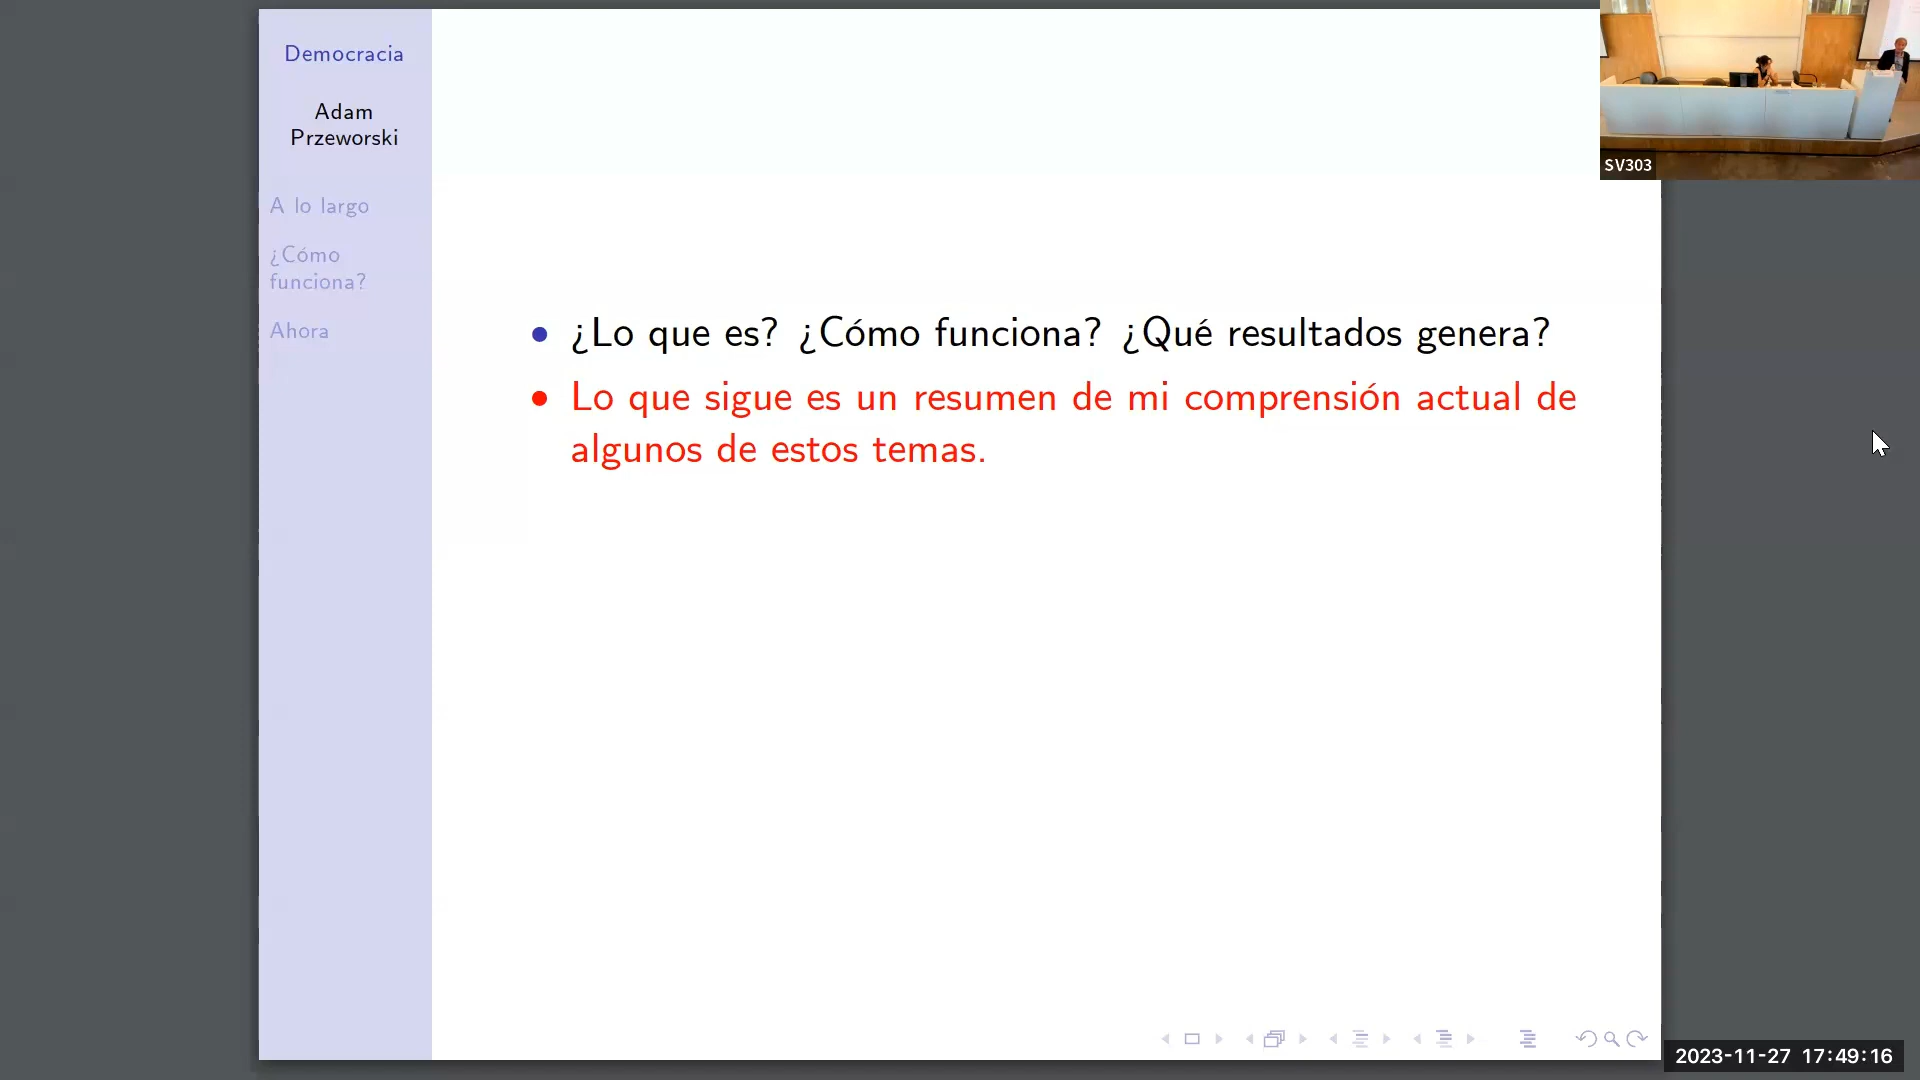 Democracia
Adam
Przeworski
A lo largo
¿Cómo
funciona?
Ahora
¿Lo que es? ¿Cómo funciona? ¿Qué resultados genera?
Lo que sigue es un resumen de mi comprensión actual de
algunos de estos temas.
SV303
2023-11-27 17:49:16